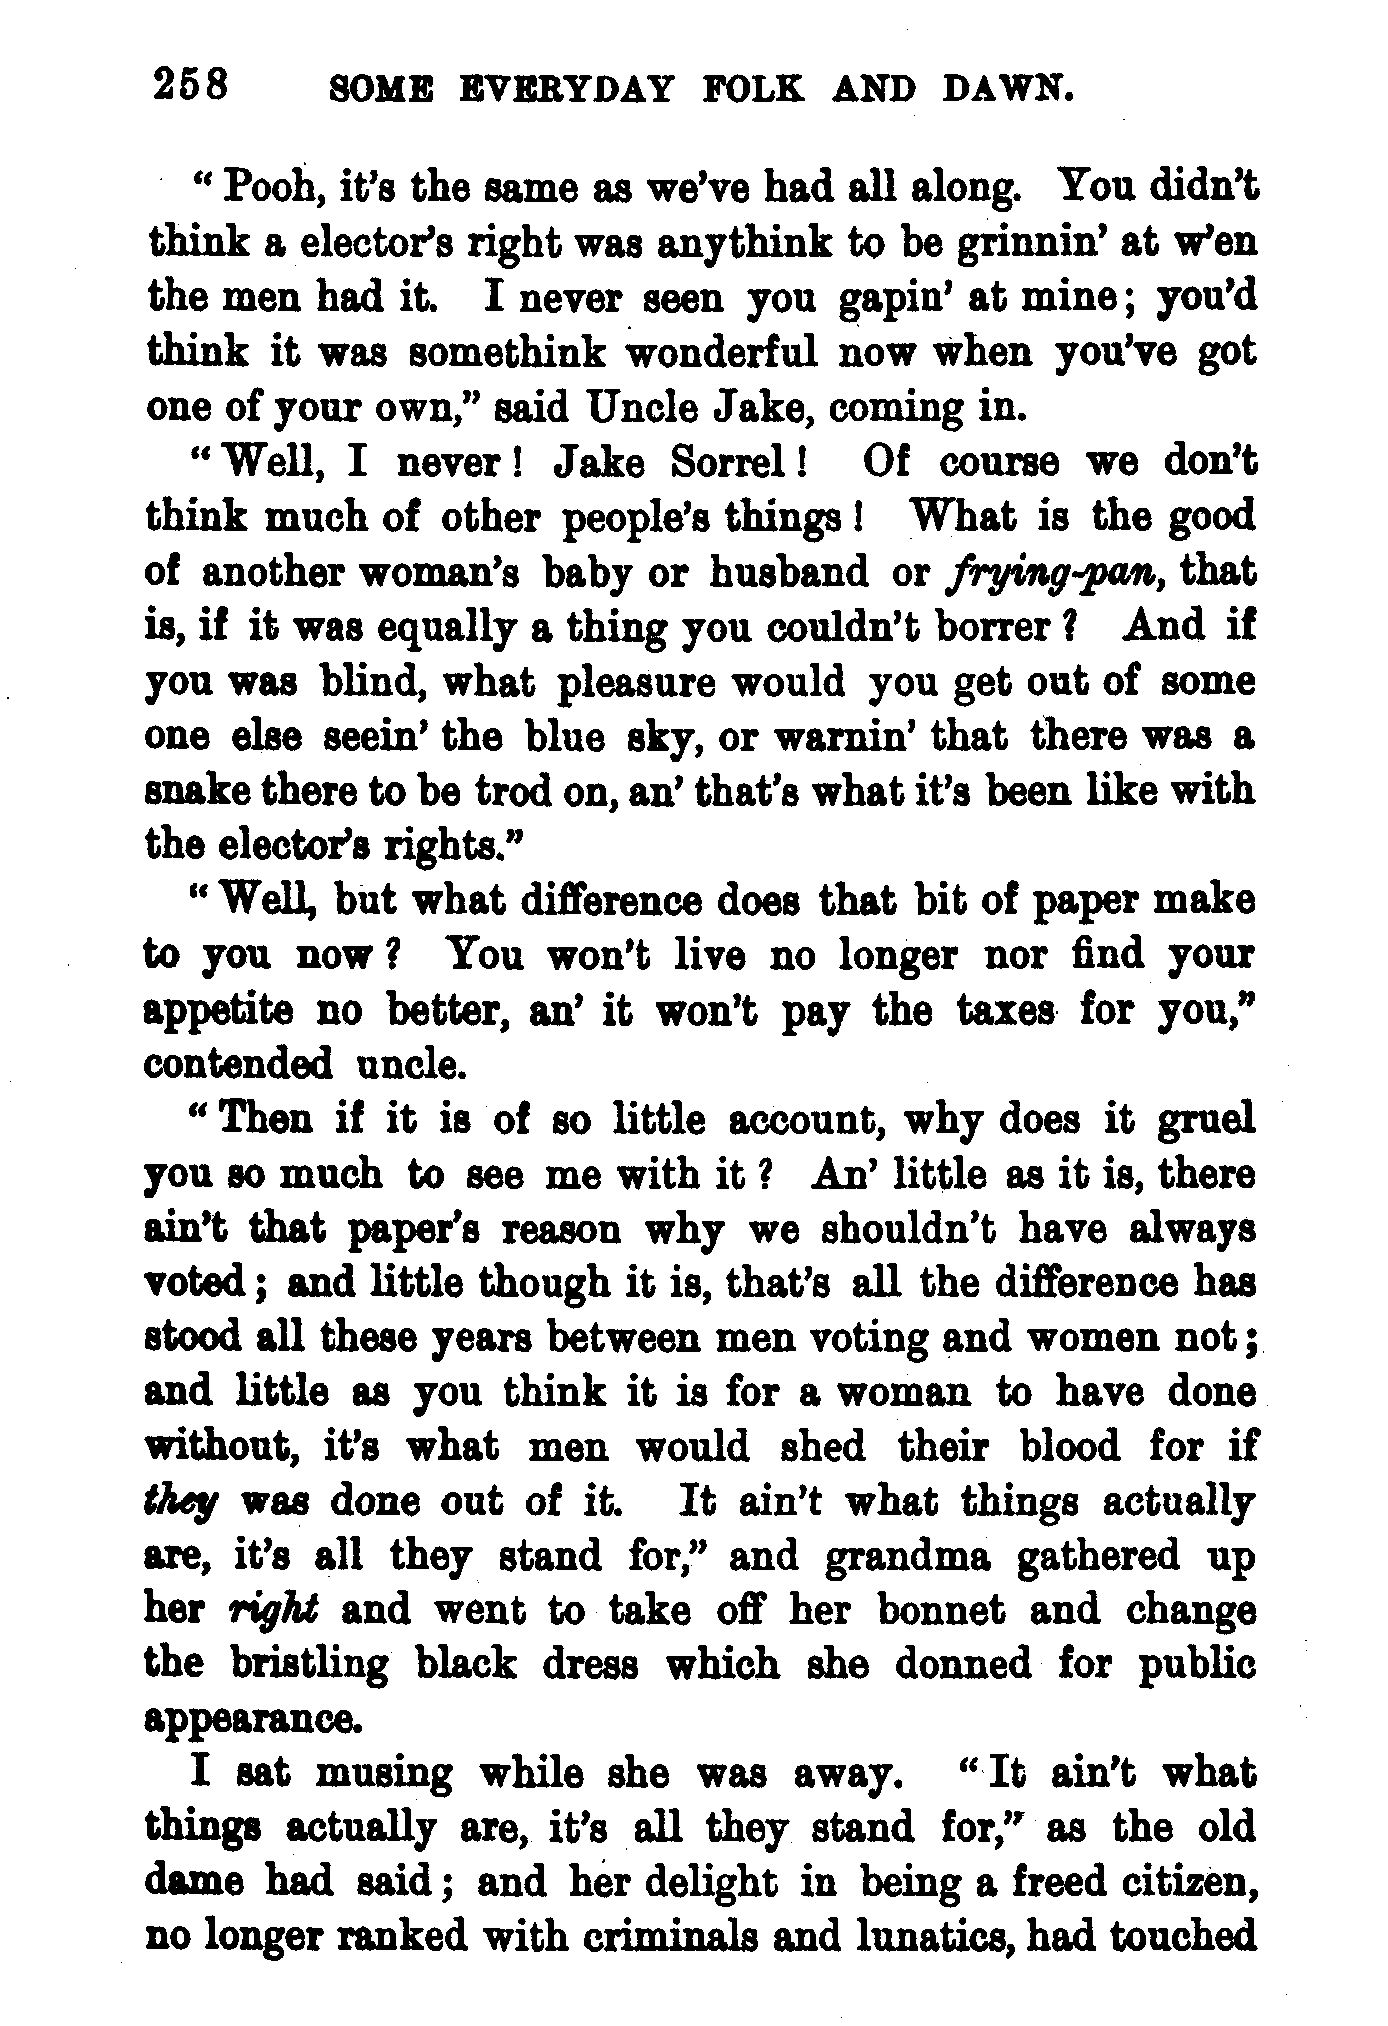 258 SOME EVERYDAY FOLK AND DAWN.
“Pooh, it’s the same as we’ve had all along. You didn’t
think a elector’s right was anythink to be grinnin’ at w’en
the men had it. I never seen you gapin’ at mine; you’d
think it was somethink wonderful now when you’ve got
one of your own,” said Uncle Jake, coming in.
“Well, I never! Jake Sorrel! Of course we don’t
think much of other people’s things! What is the good
of another woman’s baby or husband or frying-pan, that
is, if it was equally a thing you couldn’t borrer? And if
you was blind, what pleasure would you get out of some
one else seein’ the blue sky, or warnin’ that there was a
snake there to be trod on, an’ that’s what it’s been like with
the elector’s rights.”
“Well, but what difference does that bit of paper make
to you now? You won’t live no longer nor find your
appetite no better, an’ it won’t pay the taxes for you,”
contended uncle.
“Then if it is of so little account, why does it gruel
you so much to see me with it? An’ little as it is, there
ain’t that paper’s reason why we shouldn’t have always
voted; and little though it is, that’s all the difference has
stood all these years between men voting and women not;
and little as you think it is for a woman to have done
without, it’s what men would shed their blood for if
they was done out of it. It ain’t what things actually
are, it’s all they stand for,” and grandma gathered up
her right and went to take off her bonnet and change
the bristling black dress which she donned for public
appearance.
I sat musing while she was away. “It ain’t what
things actually are, it’s all they stand for,” as the old
dame had said; and her delight in being a freed citizen,
no longer ranked with criminals and lunatics, had touched